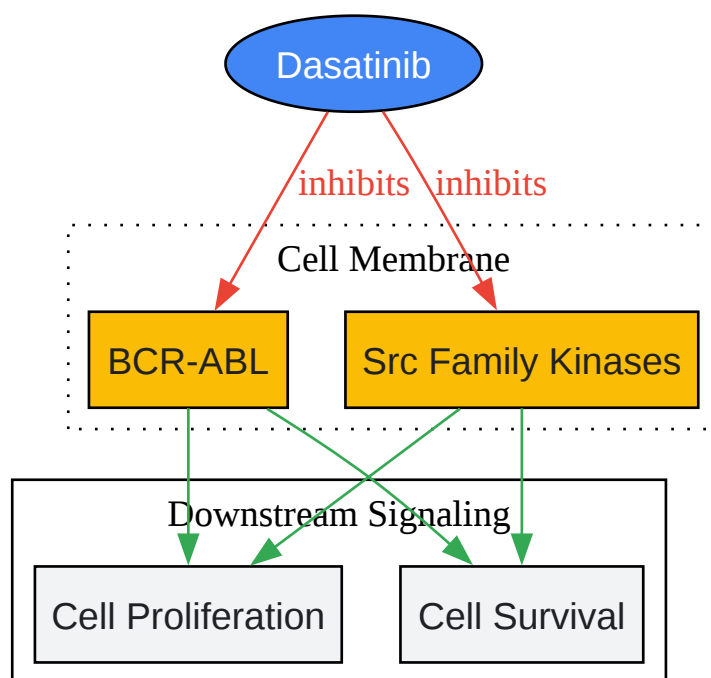 Dasatinib
inhibits inhibits
Cell Membrane
BCR-ABL
Src Family Kinases
Downstream Signaling
Cell Proliferation
Cell Survival